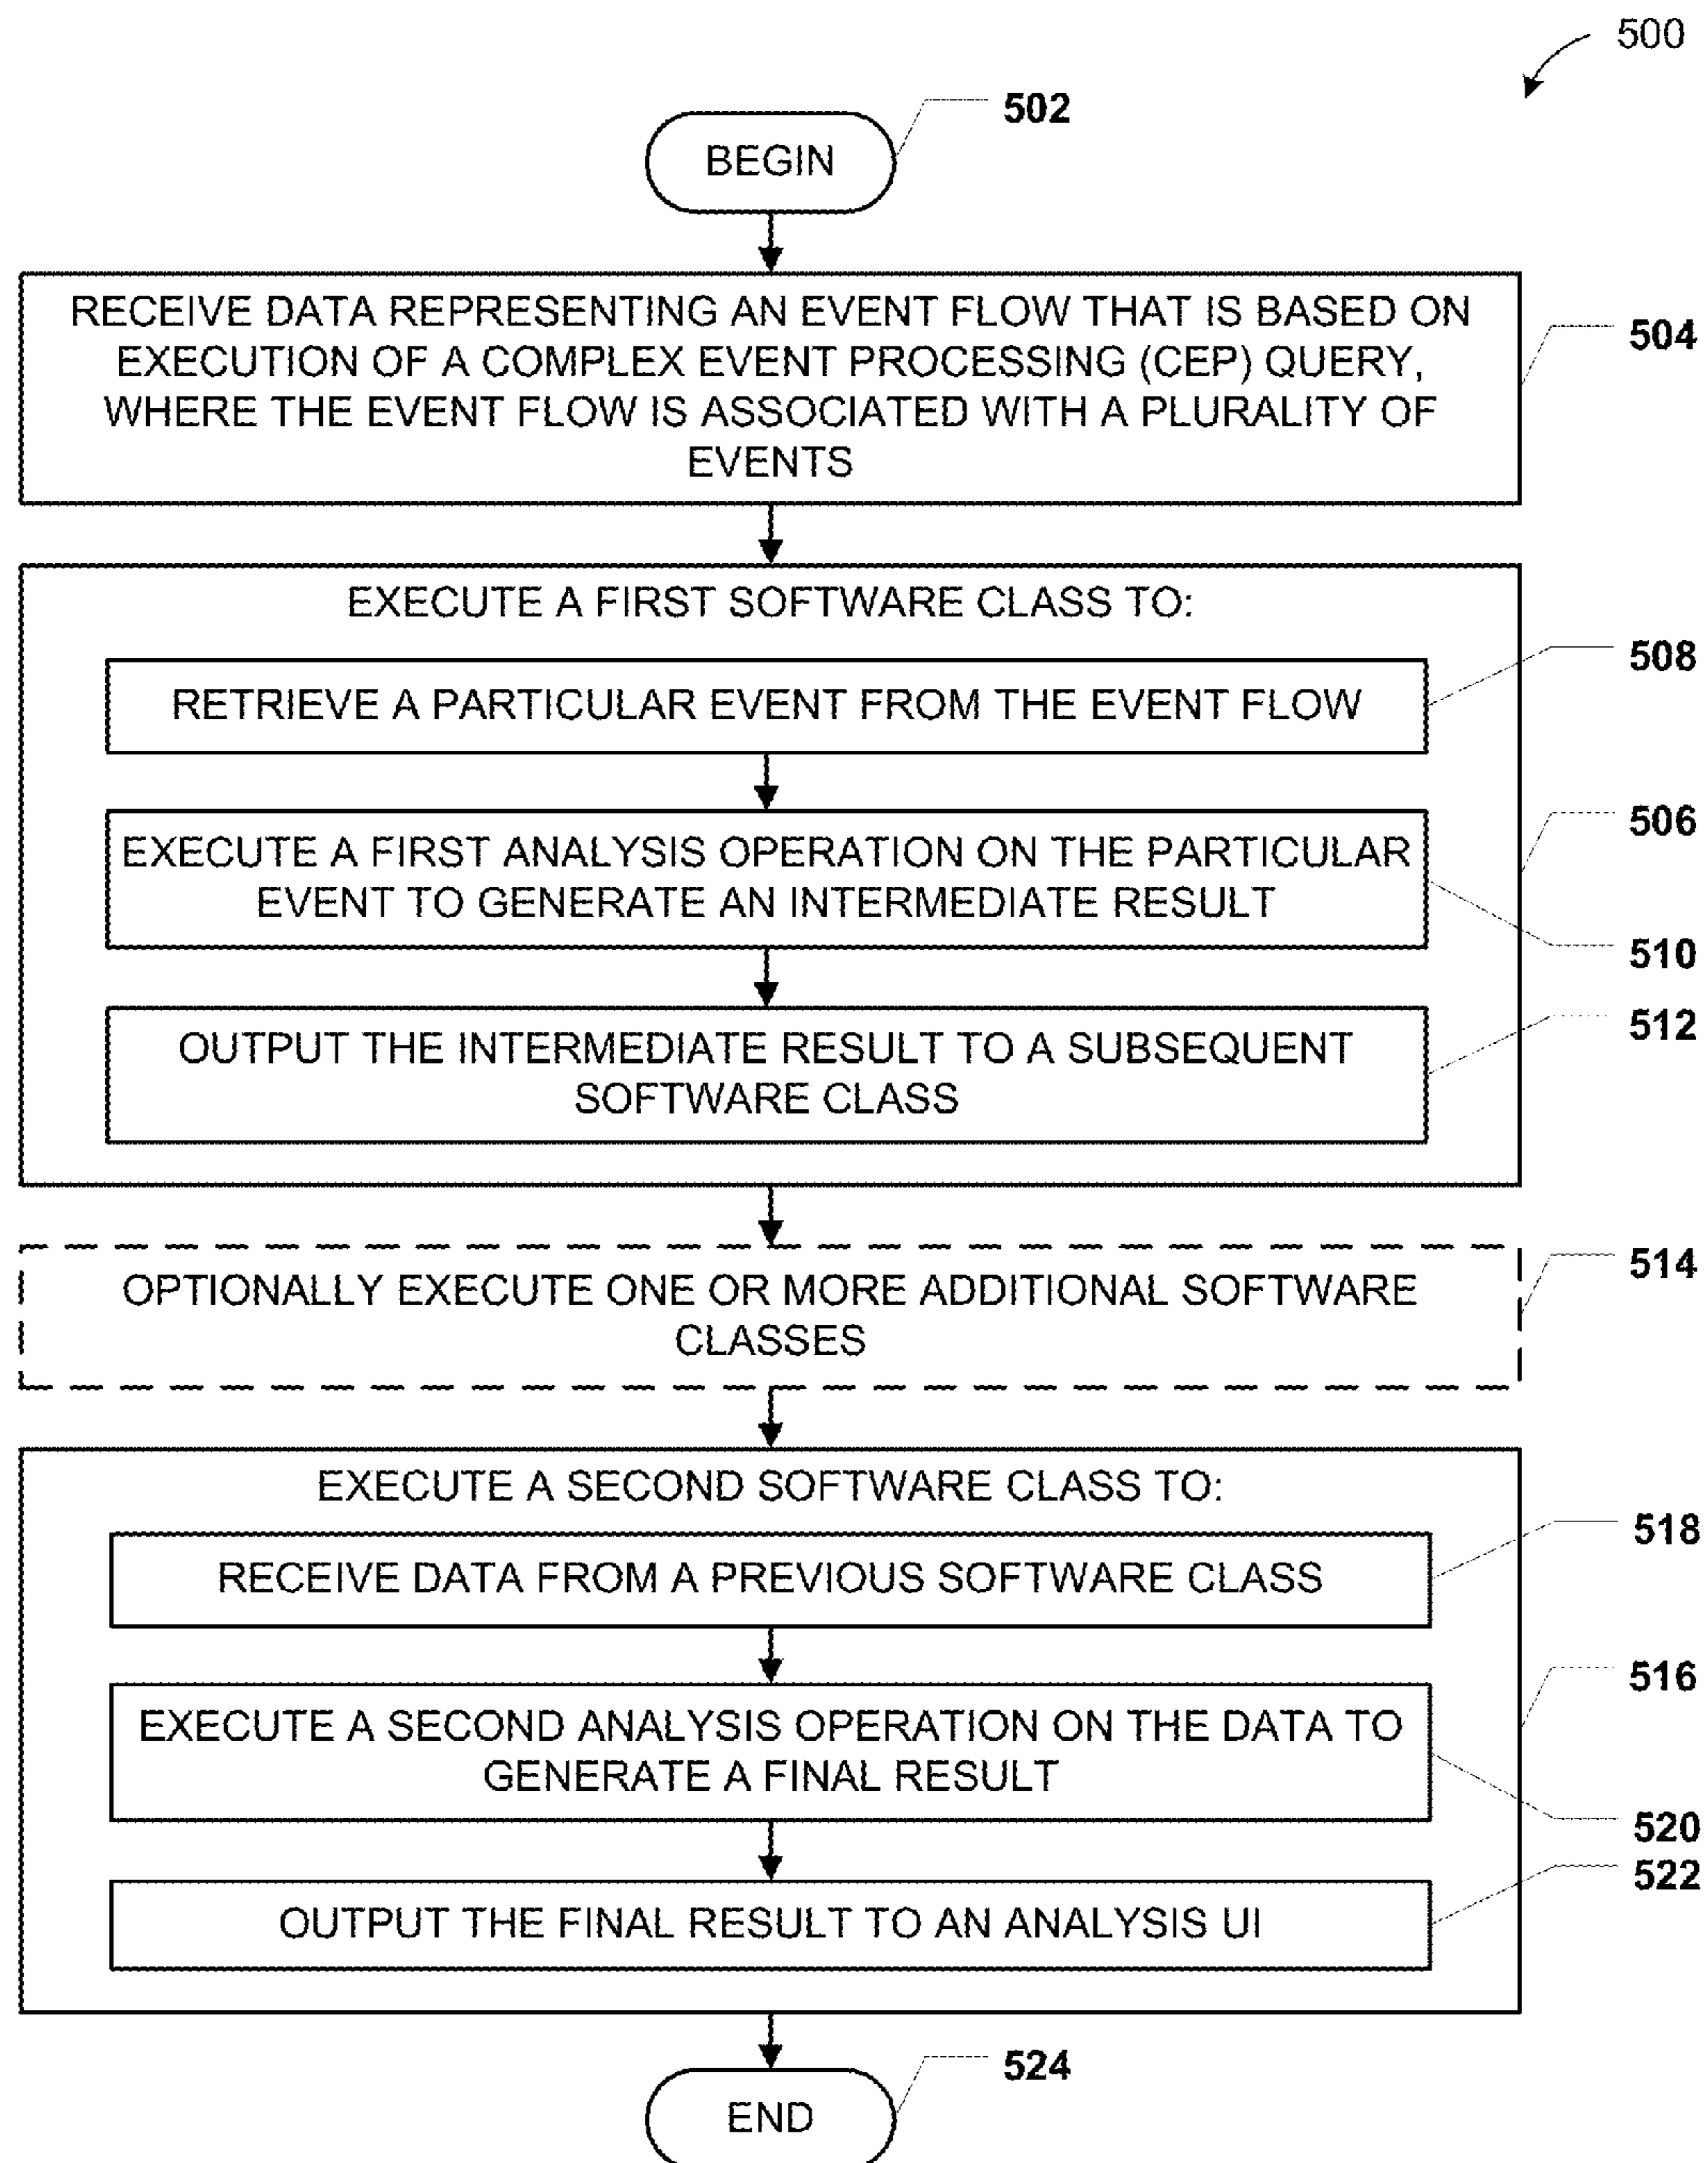 500
502
BEGIN
RECEIVE DATA REPRESENTING AN EVENT FLOW THAT IS BASED ON
EXECUTION OF A COMPLEX EVENT PROCESSING (CEP) QUERY,
WHERE THE EVENT FLOW IS ASSOCIATED WITH A PLURALITY OF
EVENTS
504
EXECUTE A FIRST SOFTWARE CLASS TO:
508
RETRIEVE A PARTICULAR EVENT FROM THE EVENT FLOW
506
EXECUTE A FIRST ANALYSIS OPERATION ON THE PARTICULAR
EVENT TO GENERATE AN INTERMEDIATE RESULT
510
512
OUTPUT THE INTERMEDIATE RESULT TO A SUBSEQUENT
SOFTWARE CLASS
514
OPTIONALLY EXECUTE ONE OR MORE ADDITIONAL SOFTWARE
CLASSES
EXECUTE A SECOND SOFTWARE CLASS TO:
518
RECEIVE DATA FROM A PREVIOUS SOFTWARE CLASS
516
EXECUTE A SECOND ANALYSIS OPERATION ON THE DATA TO
GENERATE A FINAL RESULT
520
522
OUTPUT THE FINAL RESULT TO AN ANALYSIS UI
524
END